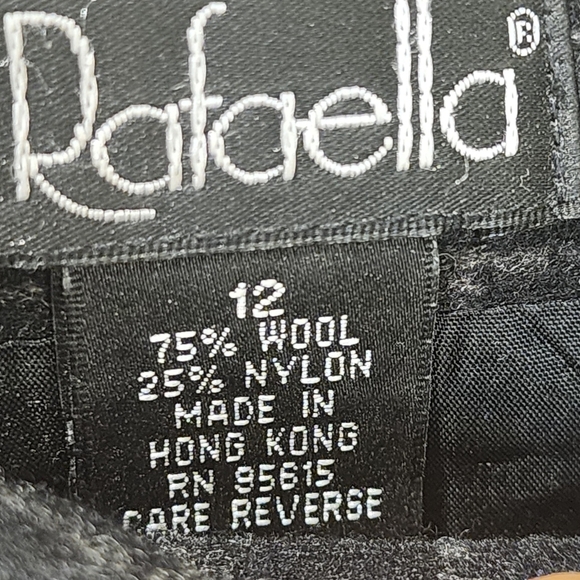 Rafaella®
12
75% WOOL
25% NYLON
MADE IN
HONG KONG
RN 95615
CARE REVERSE